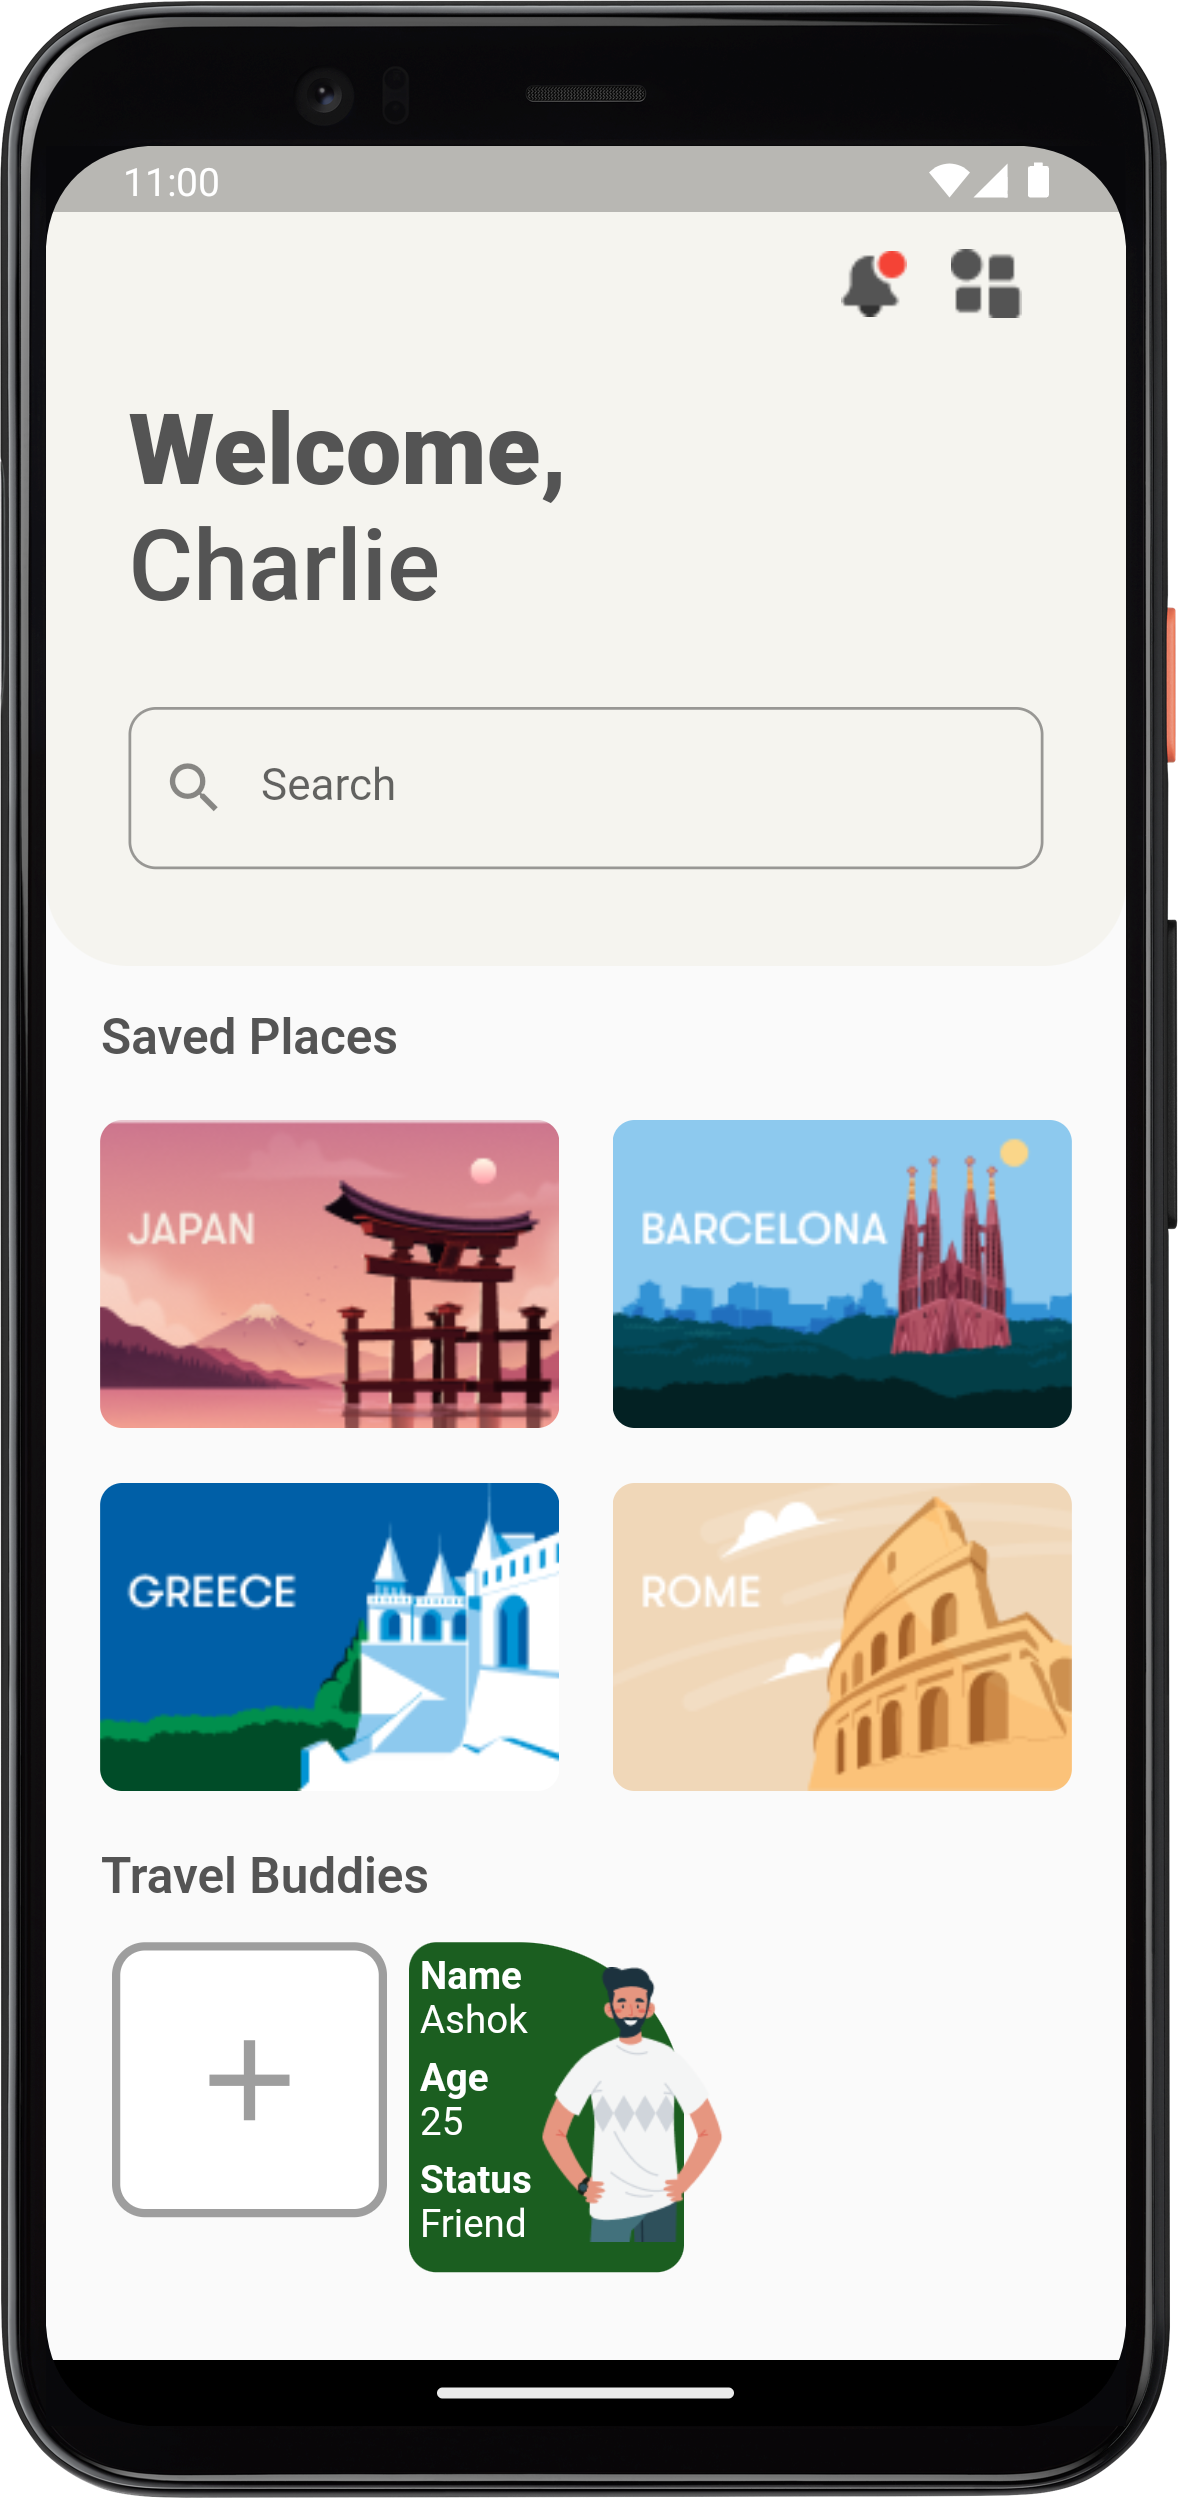 11:00
Welcome,
Charlie
Search
Saved Places
JAPAN
BARCELONA
GREECE
ROME
Travel Buddies
Name
Ashok
Age
25
Status
Friend